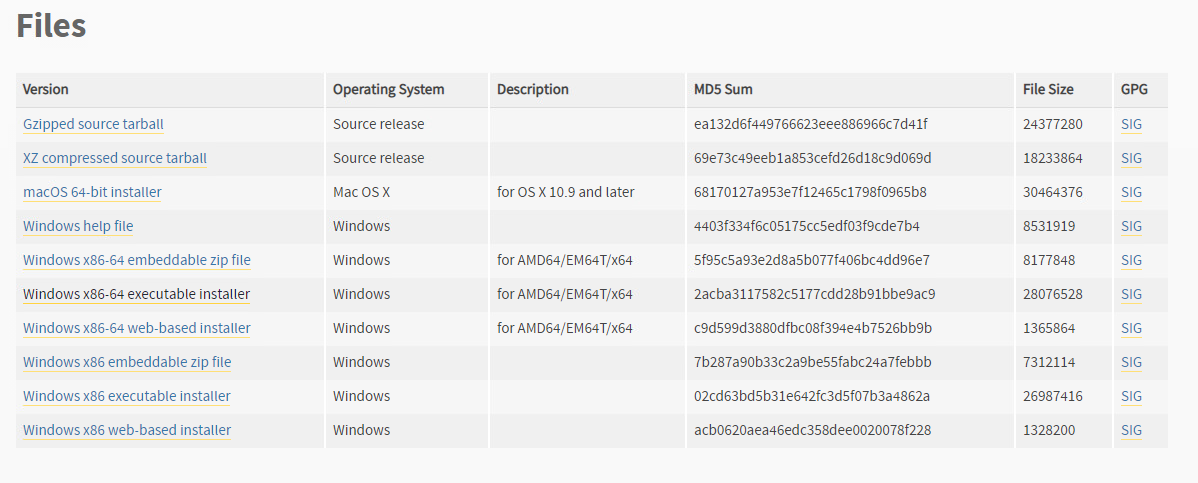 Files
Version Operating System Description MD5 Sum File Size GPG
Gzipped source tarball Source release ea132d6f449766623eee886966c7d41f 24377280 SIG
XZ compressed source tarball Source release 69e73c49eeb1a853cefd26d18c9d069d 18233864 SIG
macOS 64-bit installer Mac OS X for OS X 10.9 and later 68170127a953e7f12465c1798f0965b8 30464376 SIG
Windows help file Windows 4403f334f6c05175cc5edf03f9cde7b4 8531919 SIG
Windows x86-64 embeddable zip file Windows for AMD64/EM64T/x64 5f95c5a93e2d8a5b077f406bc4dd96e7 8177848 SIG
Windows x86-64 executable installer Windows for AMD64/EM64T/x64 2acba3117582c5177cdd28b91bbe9ac9 28076528 SIG
Windows x86-64 web-based installer Windows for AMD64/EM64T/x64 c9d599d3880dfbc08f394e4b7526bb9b 1365864 SIG
Windows x86 embeddable zip file Windows 7b287a90b33c2a9be55fabc24a7febbb 7312114 SIG
Windows x86 executable installer Windows 02cd63bd5b31e642fc3d5f07b3a4862a 26987416 SIG
Windows x86 web-based installer Windows acb0620aea46edc358dee0020078f228 1328200 SIG